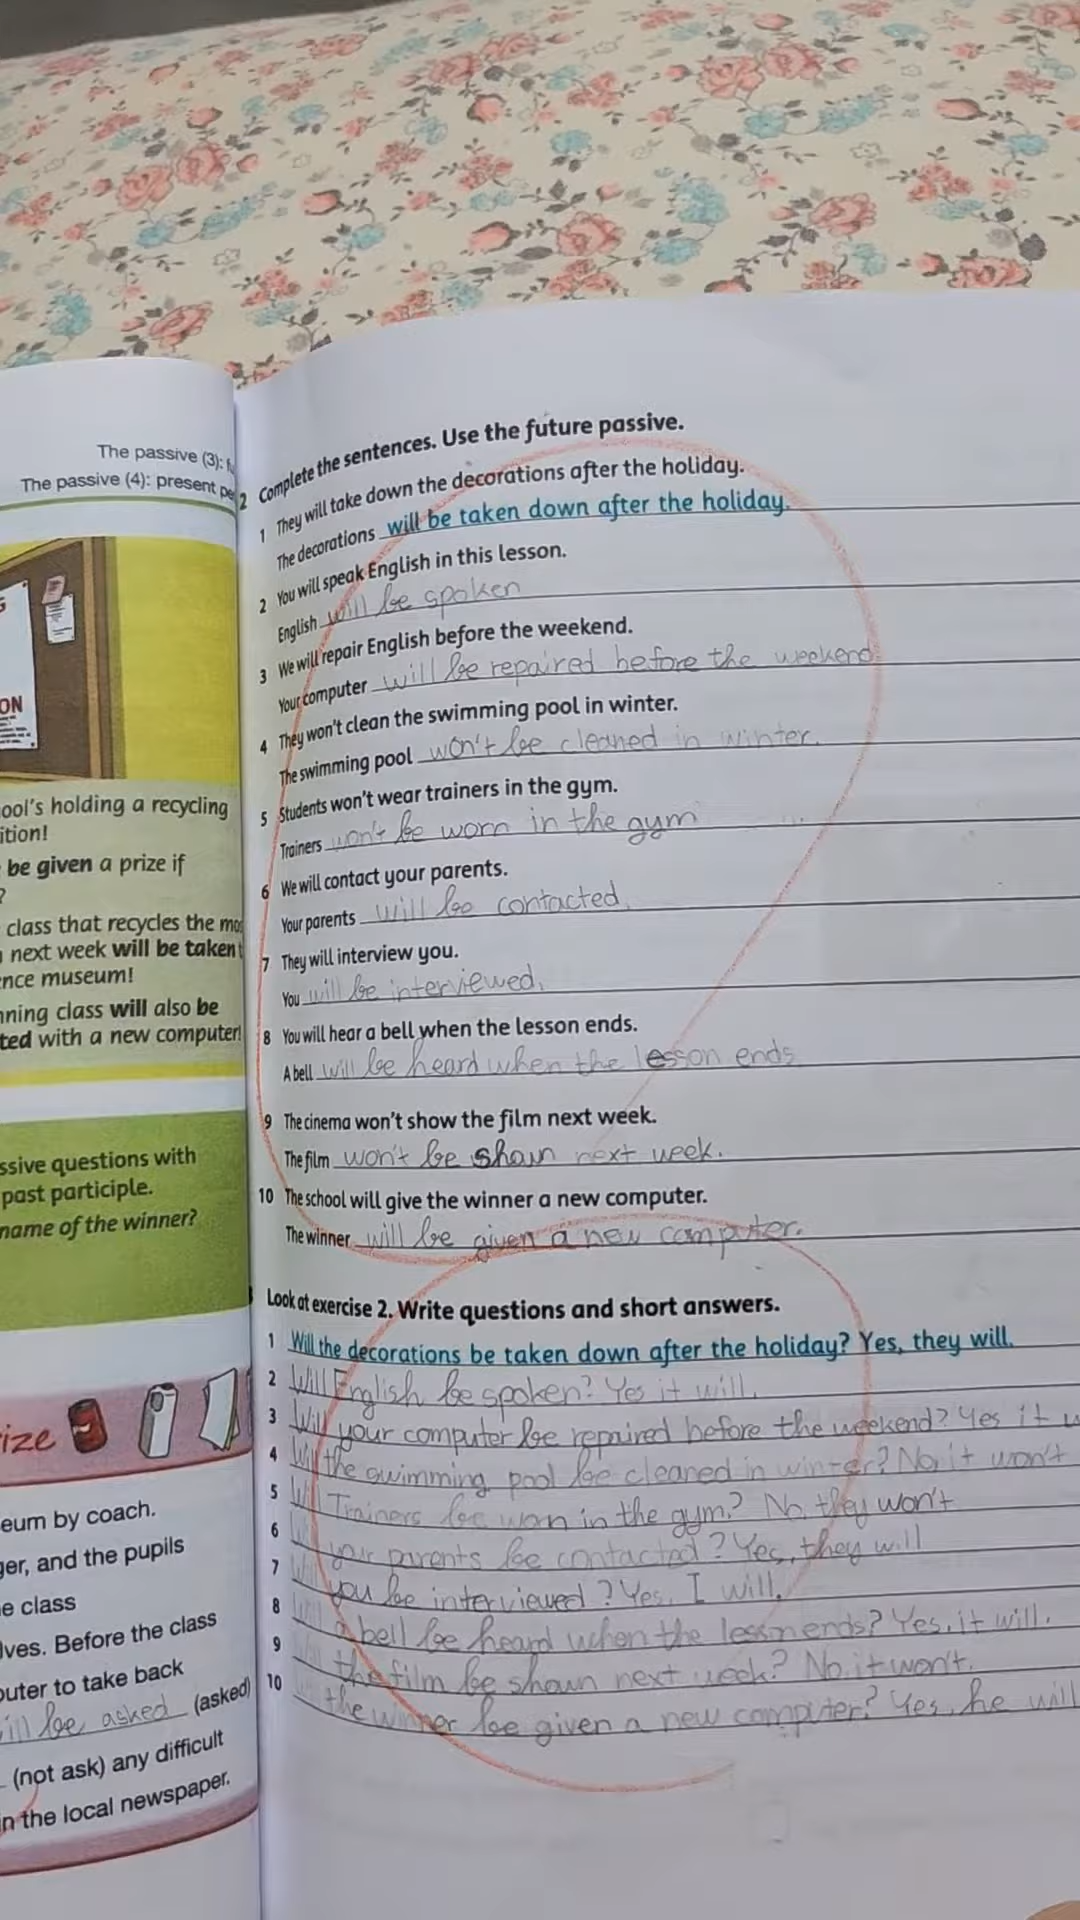 The passive (3): f
The passive (4): present pe
ON
ool's holding a recycling
ition!
be given a prize if
?
class that recycles the mo
next week will be taken
ence museum!
nning class will also be
ted with a new computer!
ssive questions with
past participle.
name of the winner?
ize
eum by coach.
ger, and the pupils
e class
lves. Before the class
puter to take back
ill be asked (asked)
(not ask) any difficult
in the local newspaper.
2 Complete the sentences. Use the future passive.
1 They will take down the decorations after the holiday.
The decorations will be taken down after the holiday.
2 You will speak English in this lesson.
English will be spoken
3 We will repair English before the weekend.
Your computer will be repaired before the weekend.
4 They won't clean the swimming pool in winter.
The swimming pool won't be cleaned in winter.
5 Students won't wear trainers in the gym.
Trainers won't be worn in the gym
6 We will contact your parents.
Your parents will be contacted.
7 They will interview you.
You will be interviewed.
8 You will hear a bell when the lesson ends.
A bell will be heard when the lesson ends
9 The cinema won't show the film next week.
The film won't be shown next week.
10 The school will give the winner a new computer.
The winner will be given a new computer.
Look at exercise 2. Write questions and short answers.
1 Will the decorations be taken down after the holiday? Yes, they will.
2 Will English be spoken? Yes it will.
3 Will your computer be repaired before the weekend? Yes it w
4 Will the swimming pool be cleaned in winter? No it won't
5 Will Trainers be worn in the gym? No, they won't
6 Will your parents be contacted? Yes, they will
7 Will you be interviewed? Yes, I will.
8 Will a bell be heard when the lesson ends? Yes, it will.
9 Will the film be shown next week? No, it won't.
10 the winner be given a new computer? Yes, he will